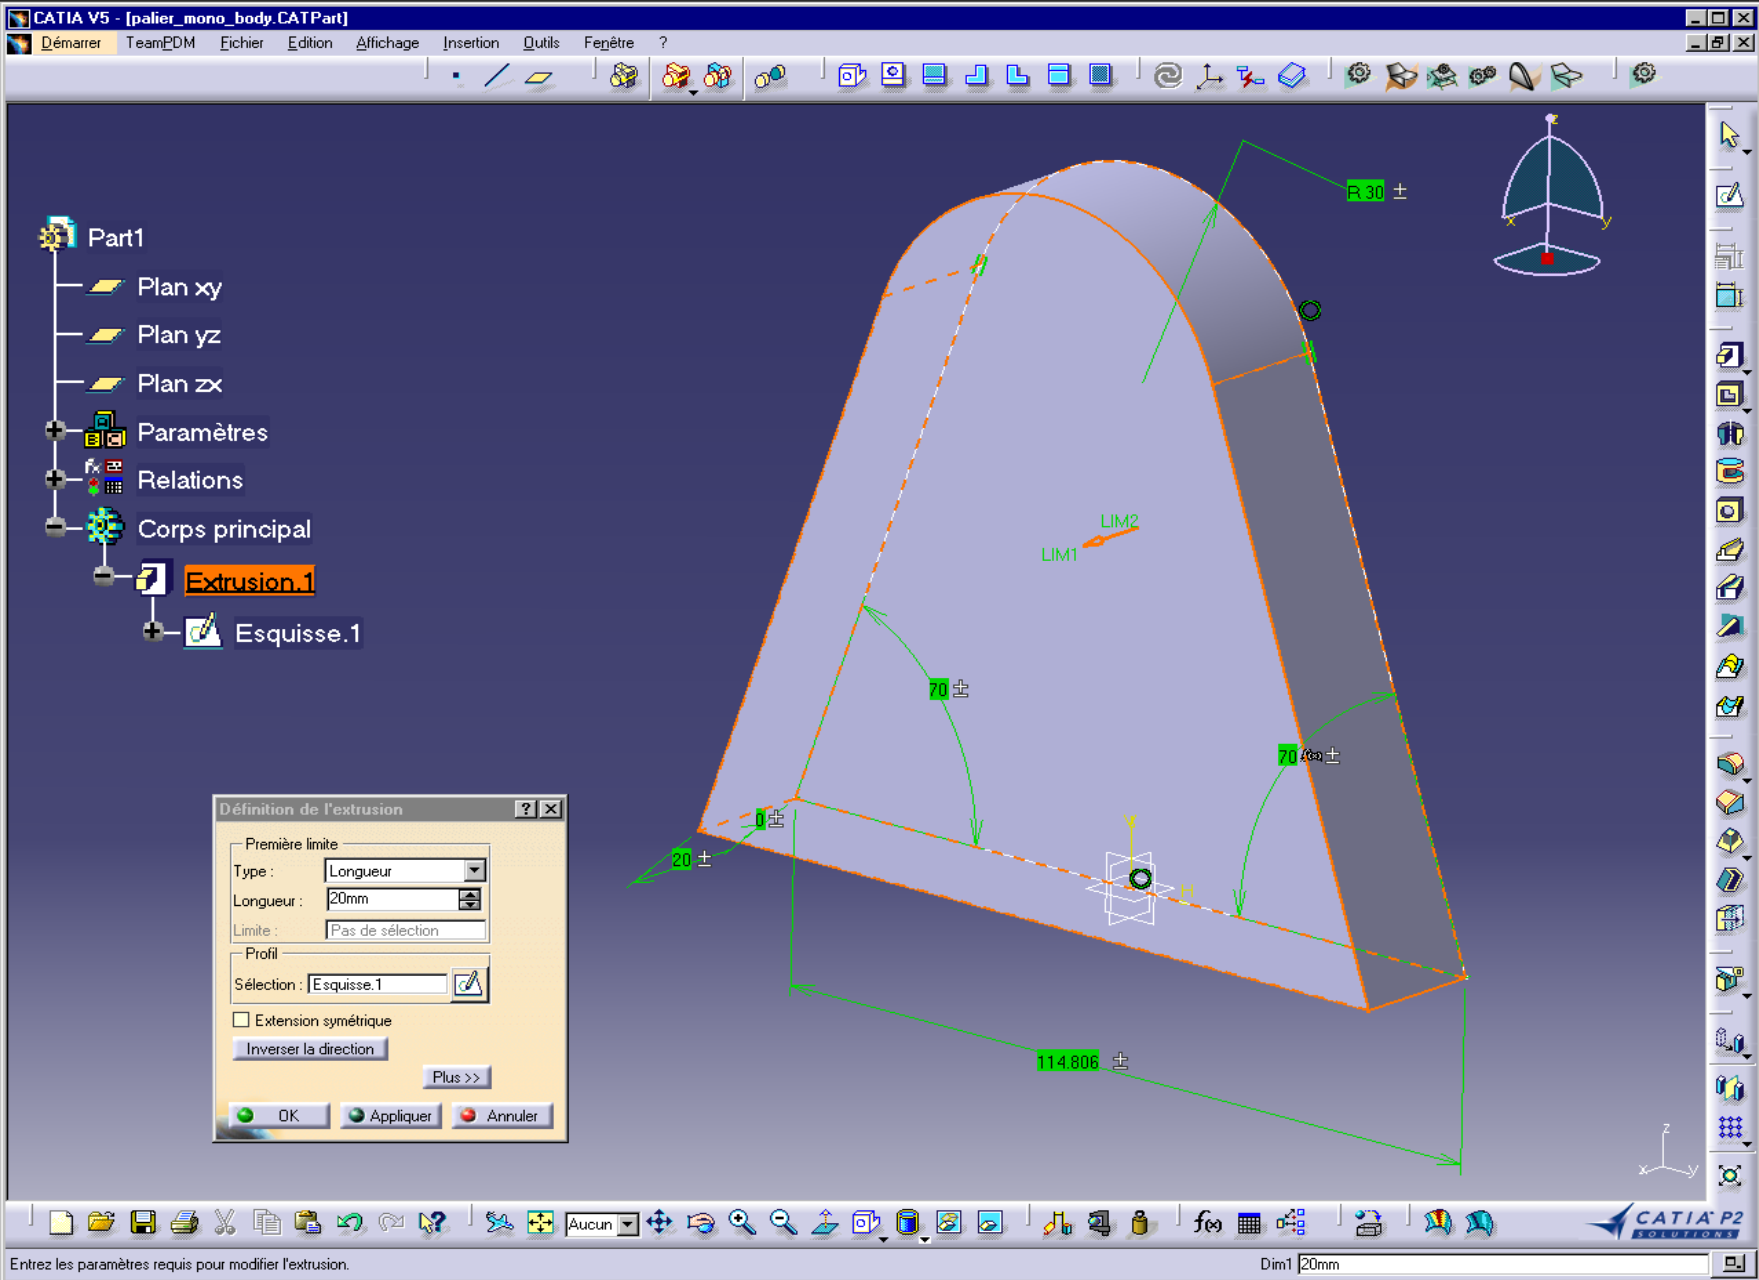 CATIA V5 - [palier_mono_body.CATPart]
Démarrer TeamPDM Fichier Edition Affichage Insertion Outils Fenêtre ?
z
x
y
R 30 ±
Part1
Plan xy
Plan yz
Plan zx
Paramètres
Relations
Corps principal
Extrusion.1
Esquisse.1
LIM2
LIM1
70 ±
70 f(x) ±
0 ±
20 ±
V
H
114.806 ±
Définition de l'extrusion
Première limite
Type : Longueur
Longueur : 20mm
Limite : Pas de sélection
Profil
Sélection : Esquisse.1
Extension symétrique
Inverser la direction
Plus >>
OK Appliquer Annuler
z
x y
Aucun
f(x)
CATIA P2
SOLUTIONS
Entrez les paramètres requis pour modifier l'extrusion. Dim1 20mm